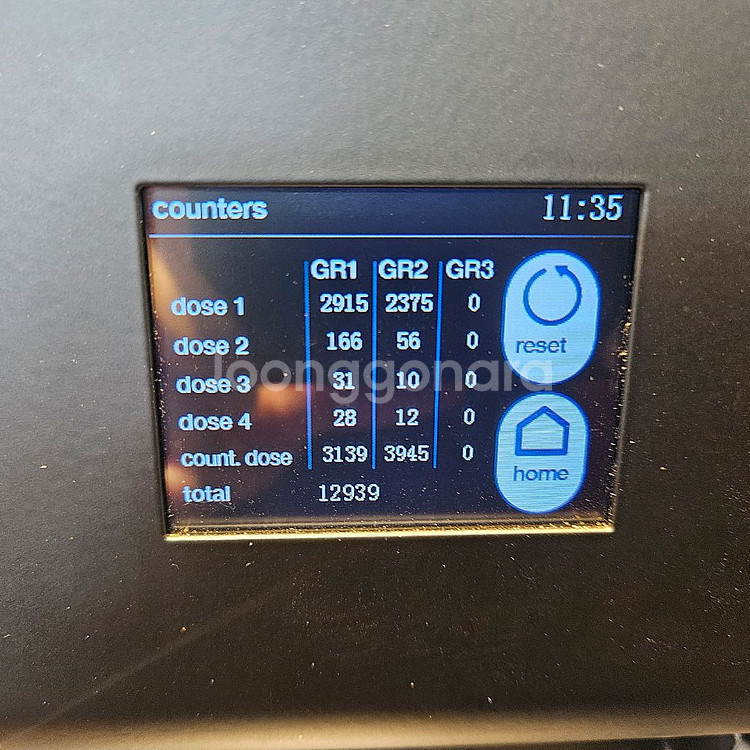 counters 11:35
GR1 GR2 GR3
dose 1 2915 2375 0
dose 2 166 56 0
dose 3 31 10 0
dose 4 28 12 0
count. dose 3139 3945 0
total 12939
reset
home
joonggonara